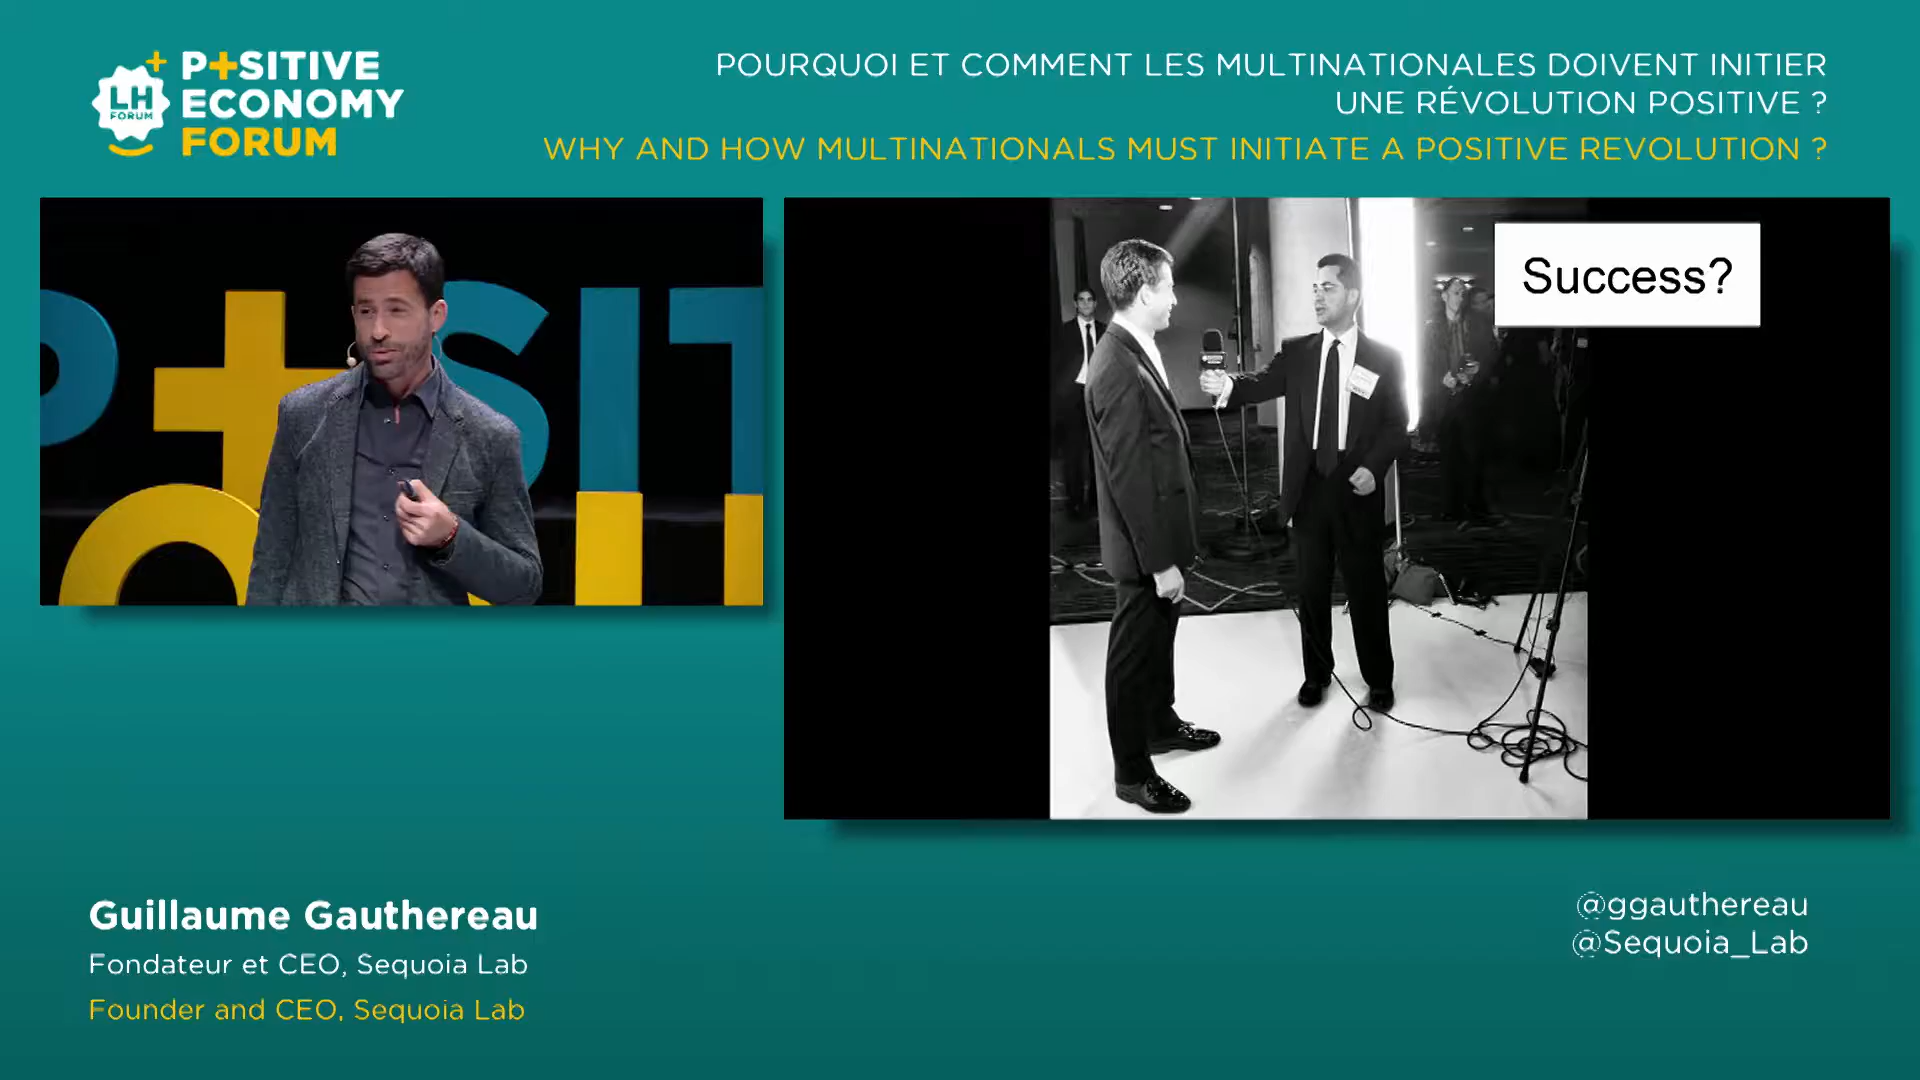 LH
FORUM
P+SITIVE
ECONOMY
FORUM
POURQUOI ET COMMENT LES MULTINATIONALES DOIVENT INITIER
UNE RÉVOLUTION POSITIVE ?
WHY AND HOW MULTINATIONALS MUST INITIATE A POSITIVE REVOLUTION ?
P+SIT
Success?
Guillaume Gauthereau
Fondateur et CEO, Sequoia Lab
Founder and CEO, Sequoia Lab
@ggauthereau
@Sequoia_Lab